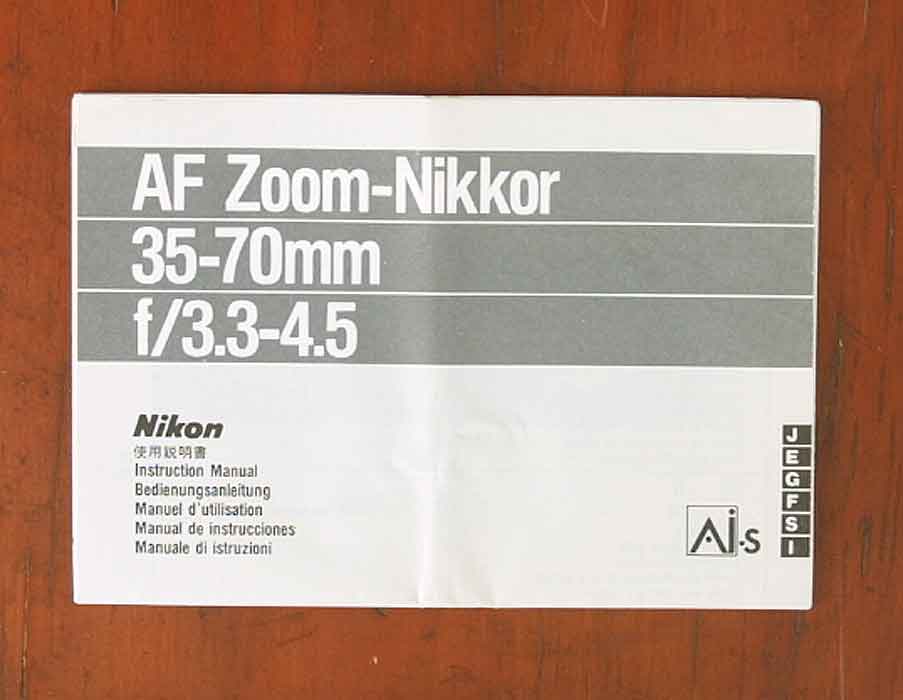 AF Zoom-Nikkor
35-70mm
f/3.3-4.5
Nikon
使用説明書
Instruction Manual
Bedienungsanleitung
Manuel d'utilisation
Manual de instrucciones
Manuale di istruzioni
Ai-s
J
E
G
F
S
I